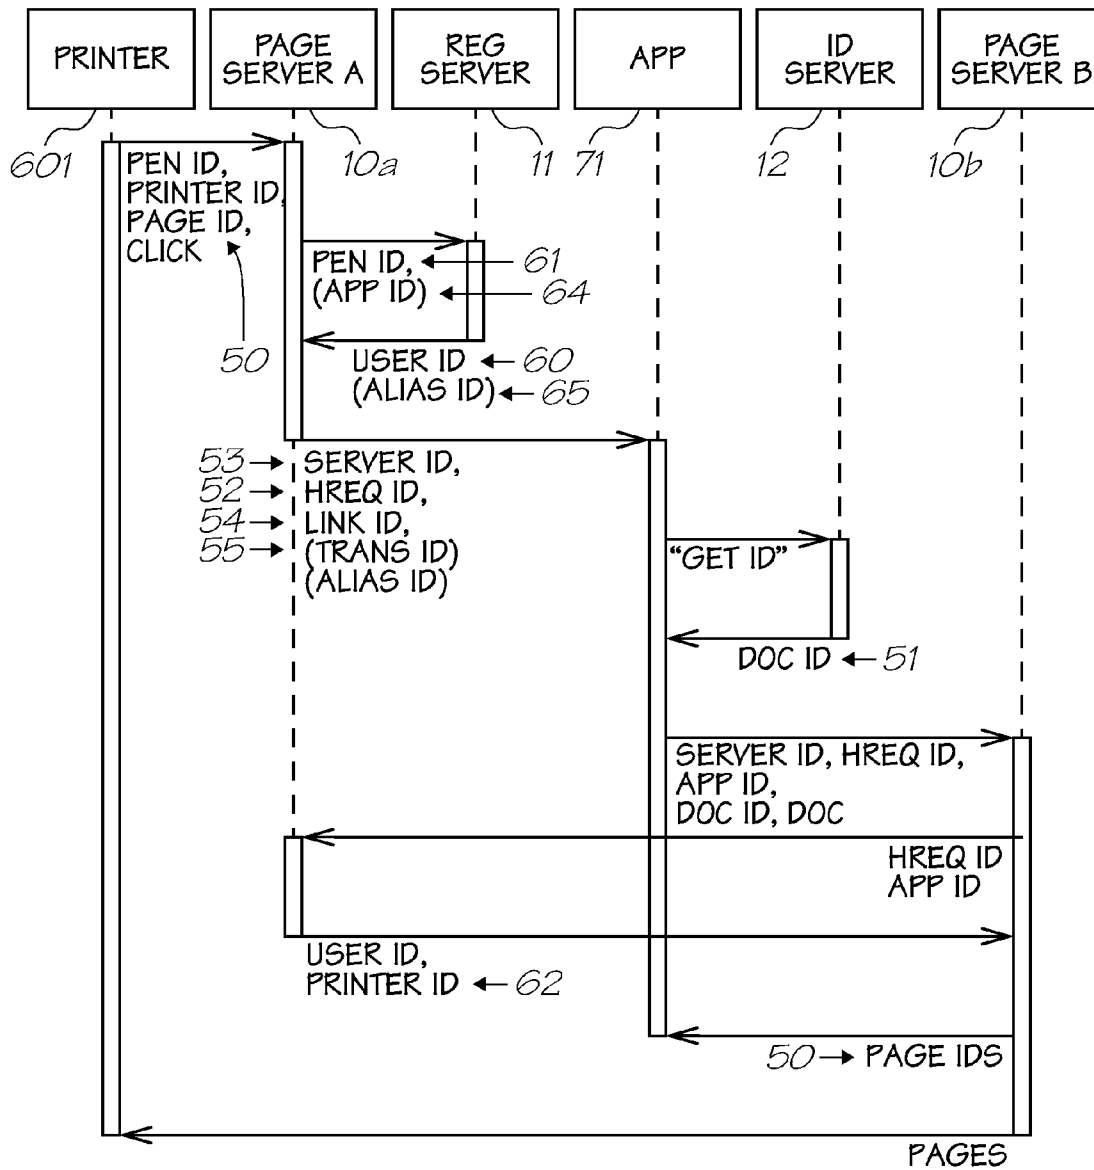 PRINTER
PAGE
SERVER A
REG
SERVER
APP
ID
SERVER
PAGE
SERVER B
601
10a
11
71
12
10b
PEN ID,
PRINTER ID,
PAGE ID,
CLICK
50
PEN ID,
61
(APP ID)
64
USER ID
60
(ALIAS ID)
65
53
SERVER ID,
52
HREQ ID,
54
LINK ID,
55
(TRANS ID)
(ALIAS ID)
“GET ID”
DOC ID
51
SERVER ID, HREQ ID,
APP ID,
DOC ID, DOC
HREQ ID
APP ID
USER ID,
PRINTER ID
62
50
PAGE IDS
PAGES